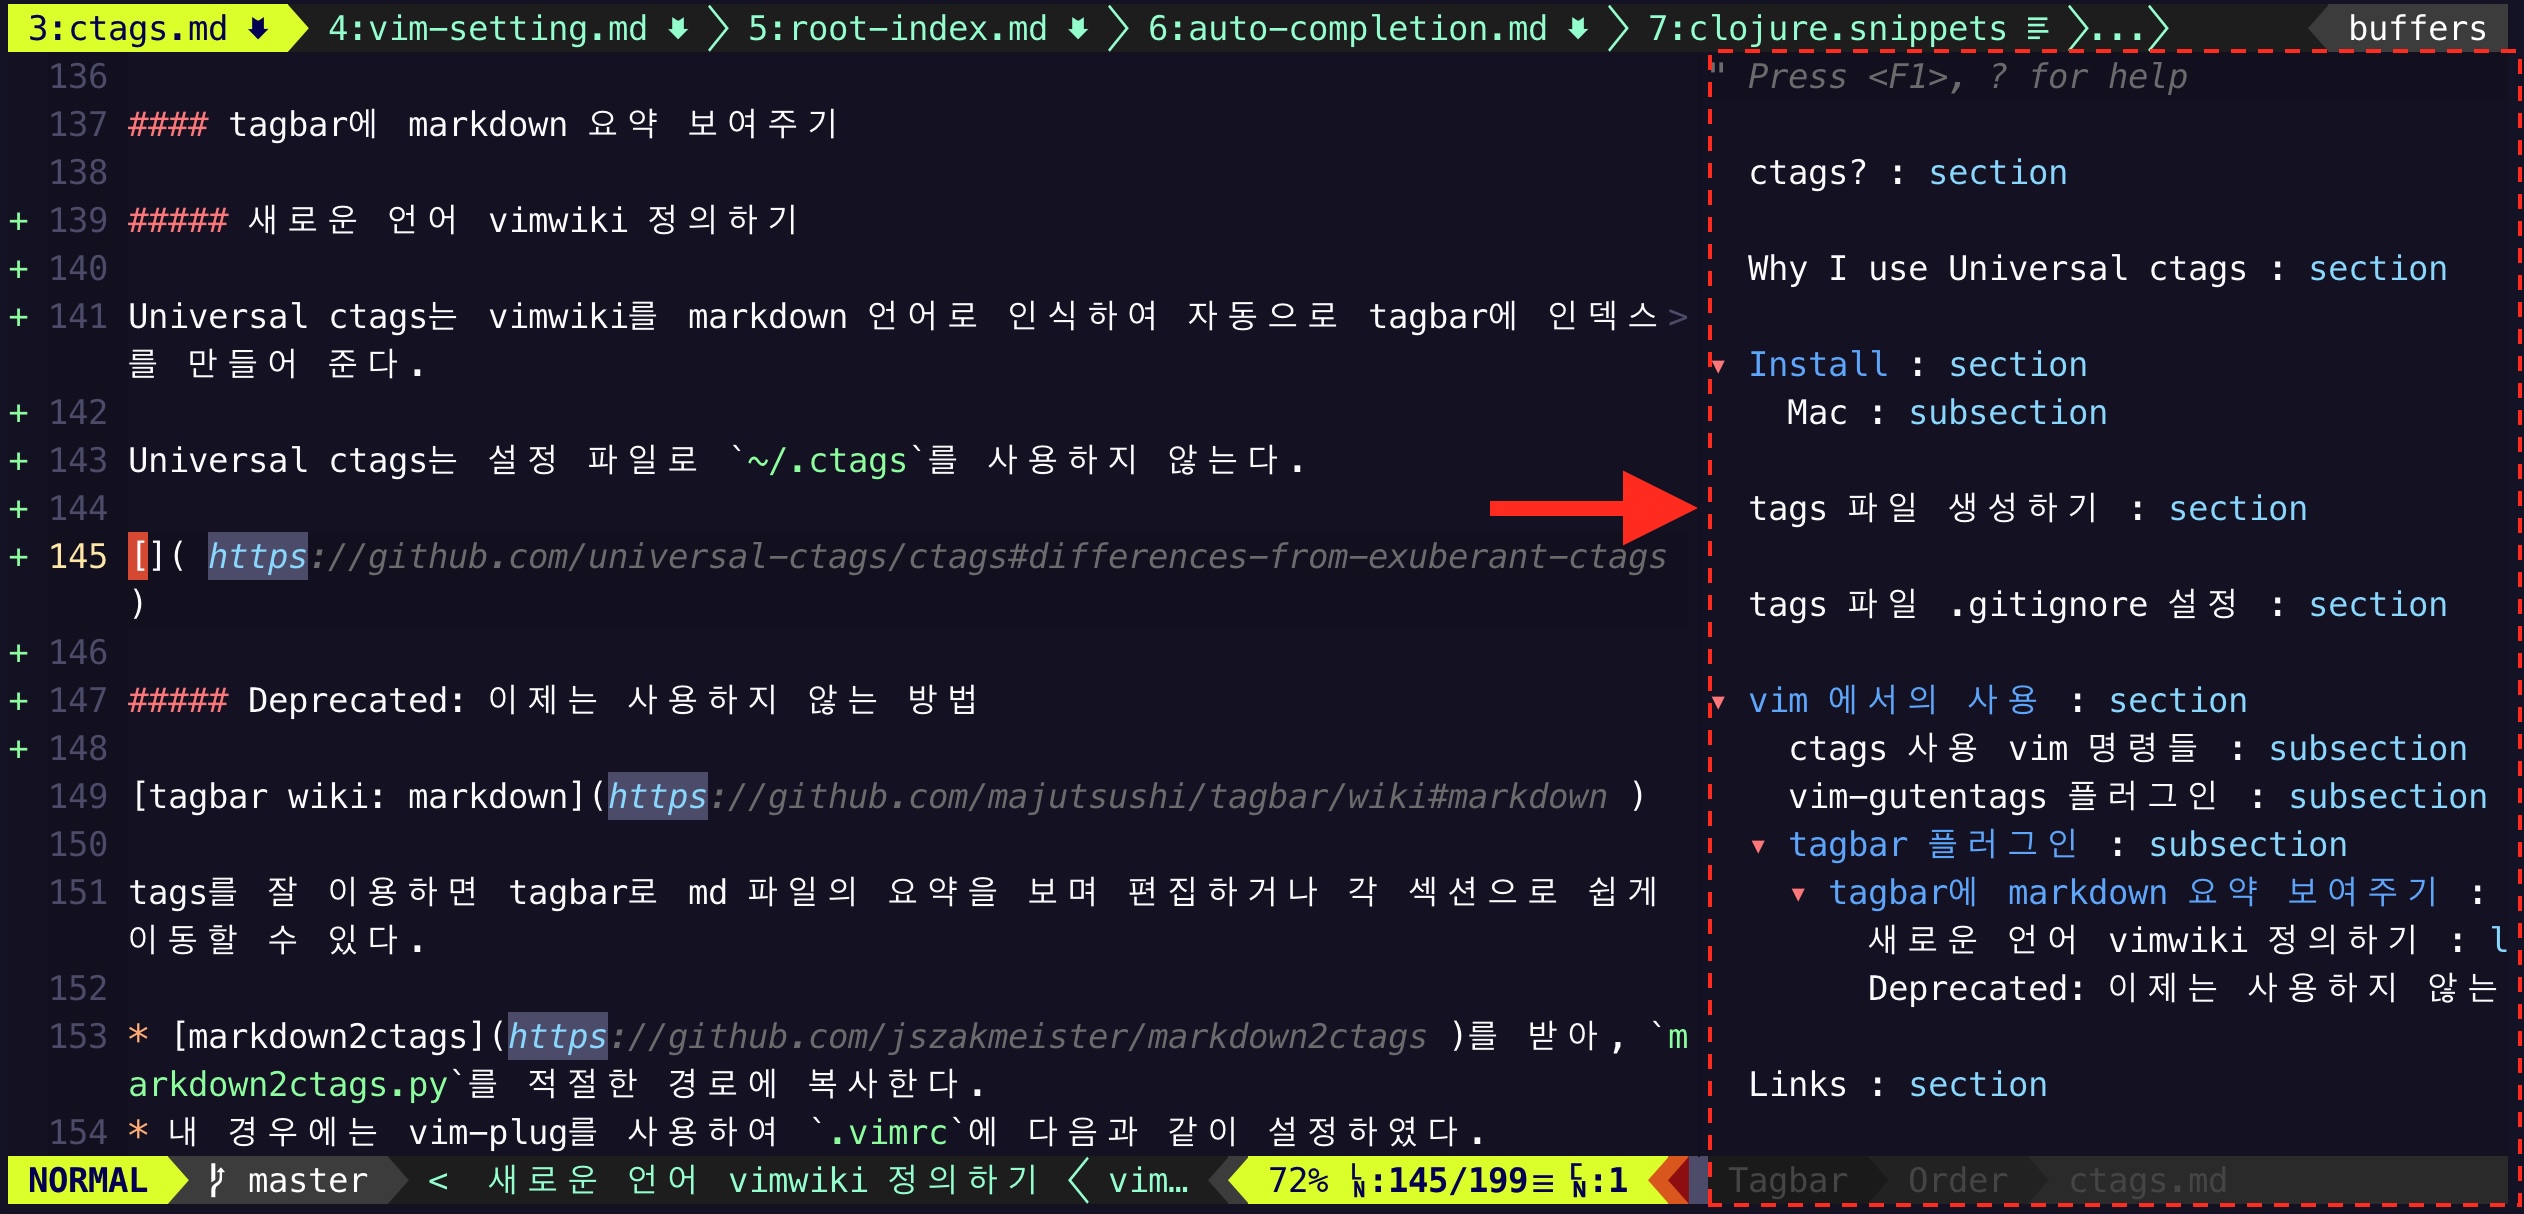 3:ctags.md 4:vim-setting.md 5:root-index.md 6:auto-completion.md 7:clojure.snippets ... buffers
136
137 #### tagbar에 markdown 요약 보여주기
138
+ 139 ##### 새로운 언어 vimwiki 정의하기
+ 140
+ 141 Universal ctags는 vimwiki를 markdown 언어로 인식하여 자동으로 tagbar에 인덱스>
를 만들어 준다.
+ 142
+ 143 Universal ctags는 설정 파일로 `~/.ctags`를 사용하지 않는다.
+ 144
+ 145 []( https://github.com/universal-ctags/ctags#differences-from-exuberant-ctags
)
+ 146
+ 147 ##### Deprecated: 이제는 사용하지 않는 방법
+ 148
149 [tagbar wiki: markdown](https://github.com/majutsushi/tagbar/wiki#markdown )
150
151 tags를 잘 이용하면 tagbar로 md 파일의 요약을 보며 편집하거나 각 섹션으로 쉽게
이동할 수 있다.
152
153 * [markdown2ctags](https://github.com/jszakmeister/markdown2ctags )를 받아, `m
arkdown2ctags.py`를 적절한 경로에 복사한다.
154 * 내 경우에는 vim-plug를 사용하여 `.vimrc`에 다음과 같이 설정하였다.
" Press <F1>, ? for help
ctags? : section
Why I use Universal ctags : section
▼ Install : section
Mac : subsection
tags 파일 생성하기 : section
tags 파일 .gitignore 설정 : section
▼ vim 에서의 사용 : section
ctags 사용 vim 명령들 : subsection
vim-gutentags 플러그인 : subsection
▼ tagbar 플러그인 : subsection
▼ tagbar에 markdown 요약 보여주기 :
새로운 언어 vimwiki 정의하기 : l
Deprecated: 이제는 사용하지 않는
Links : section
NORMAL master < 새로운 언어 vimwiki 정의하기 vim… 72% LN:145/199≡ CN:1 Tagbar Order ctags.md